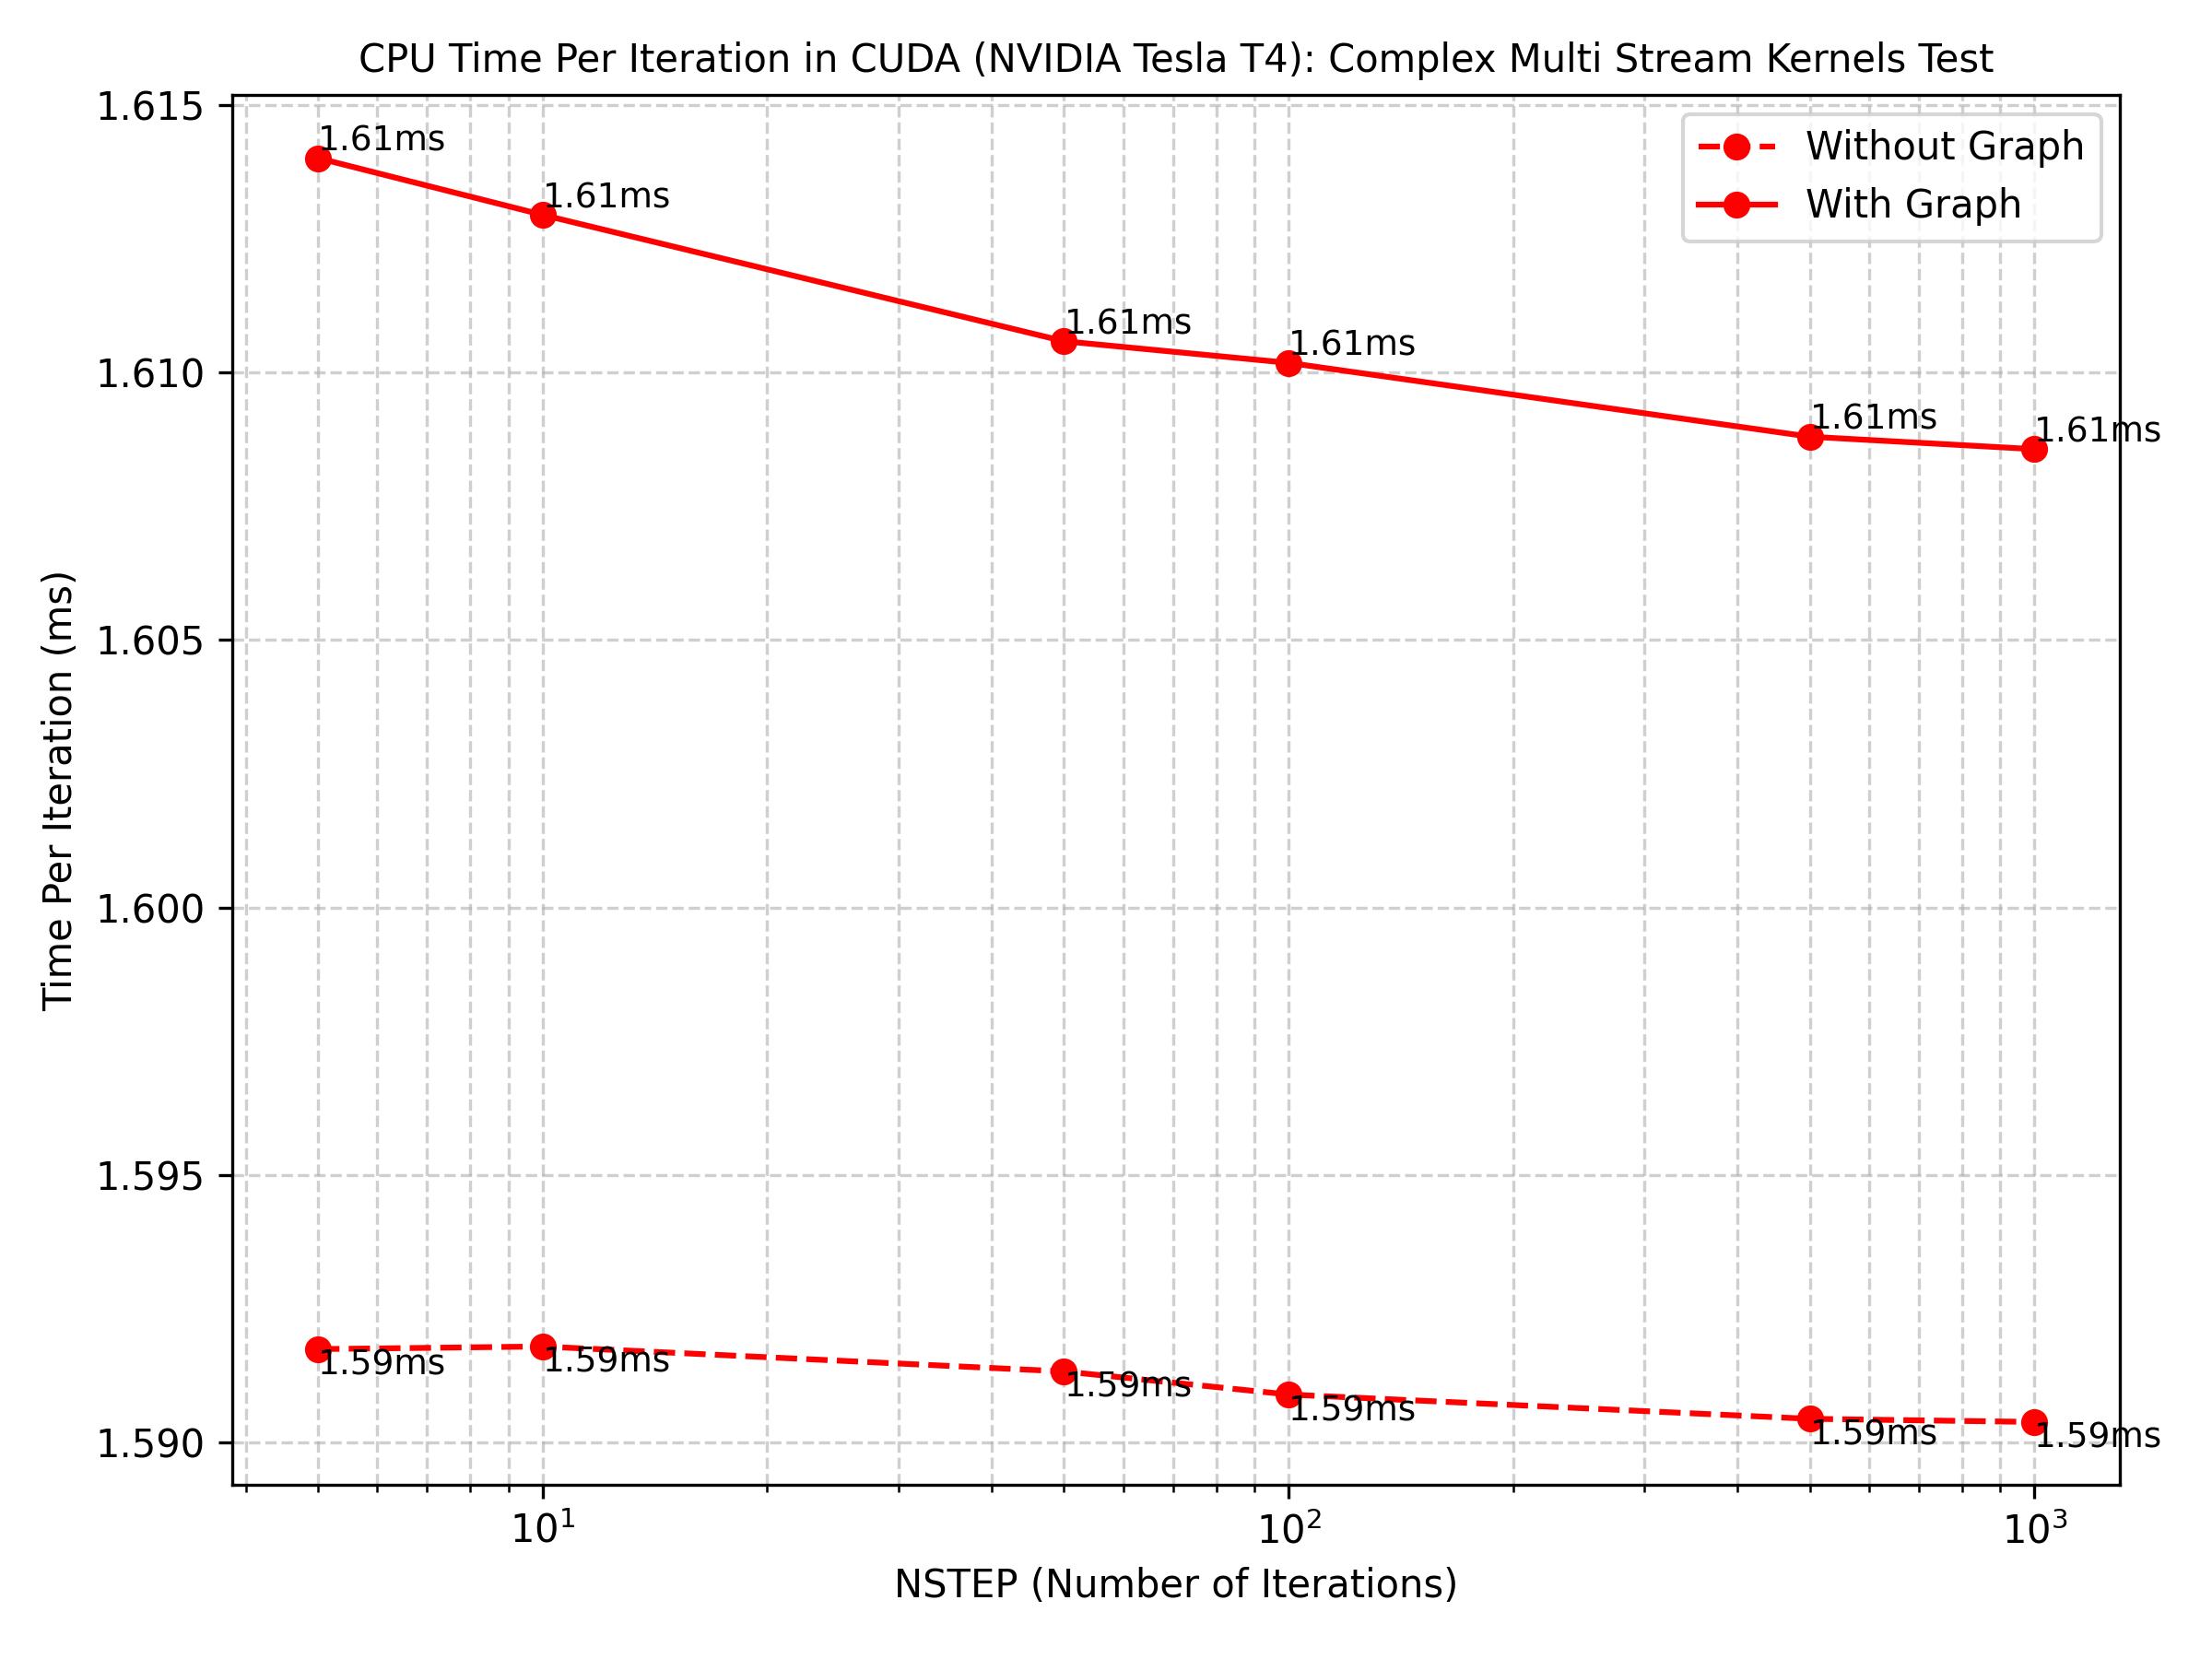 CPU Time Per Iteration in CUDA (NVIDIA Tesla T4): Complex Multi Stream Kernels Test
Without Graph
With Graph
1.61ms
1.61ms
1.61ms
1.61ms
1.61ms
1.61ms
1.59ms
1.59ms
1.59ms
1.59ms
1.59ms
1.59ms
Time Per Iteration (ms)
1.615
1.610
1.605
1.600
1.595
1.590
10¹
10²
10³
NSTEP (Number of Iterations)